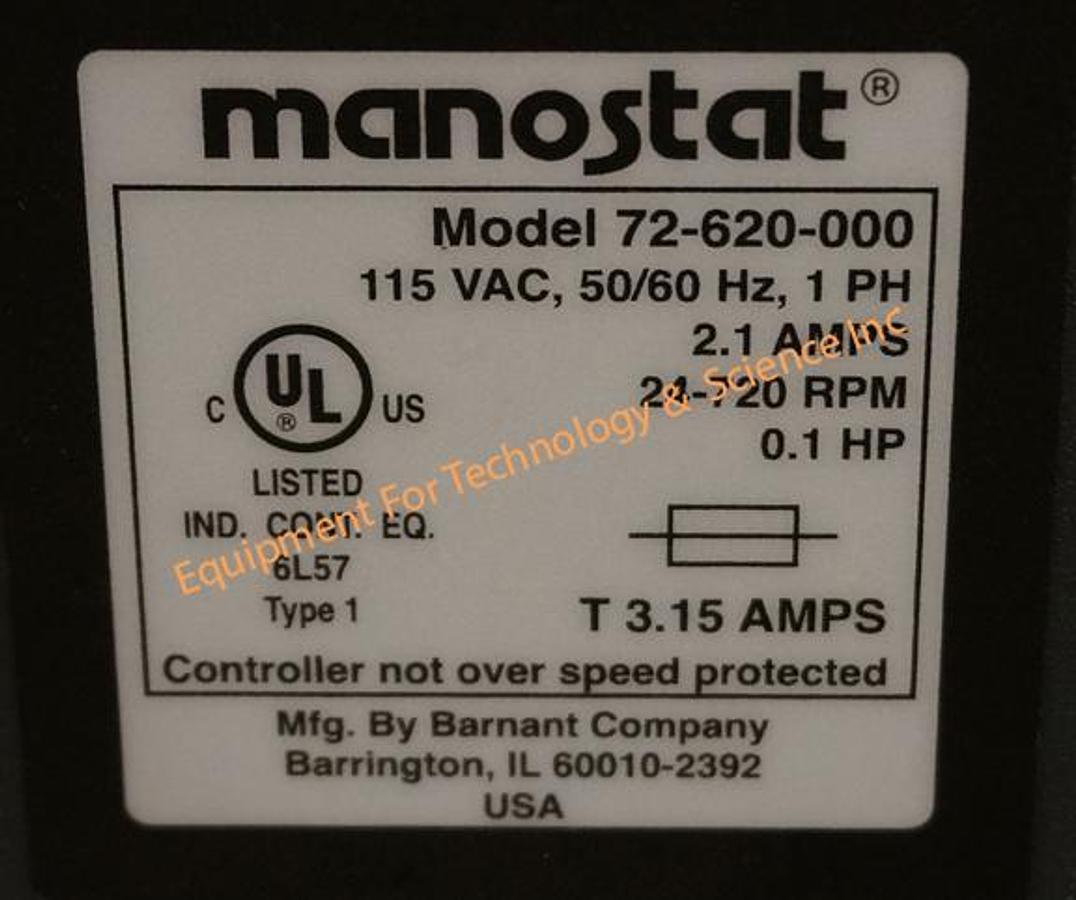 manostat®
Model 72-620-000
115 VAC, 50/60 Hz, 1 PH
2.1 AMPS
24-720 RPM
0.1 HP
C UL® US
LISTED
IND. CONT. EQ.
6L57
Type 1
T 3.15 AMPS
Controller not over speed protected
Mfg. By Barnant Company
Barrington, IL 60010-2392
USA
Equipment For Technology & Science Inc